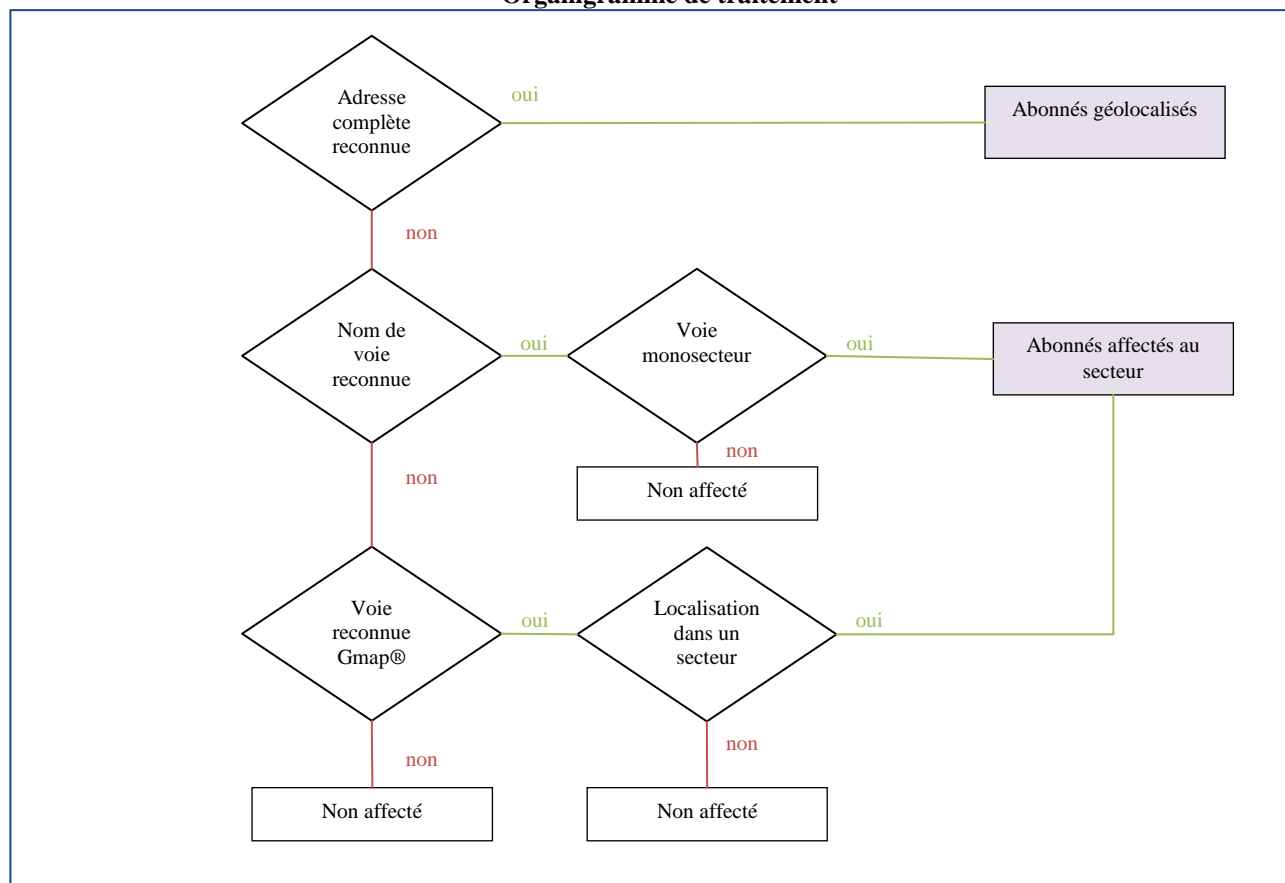 Organigramme de traitement
Adresse
complète
reconnue
oui
Abonnés géolocalisés
non
Nom de
voie
reconnue
oui
Voie
monosecteur
oui
Abonnés affectés au
secteur
non
non
Non affecté
Voie
reconnue
Gmap®
oui
Localisation
dans un
secteur
oui
non
non
Non affecté
Non affecté